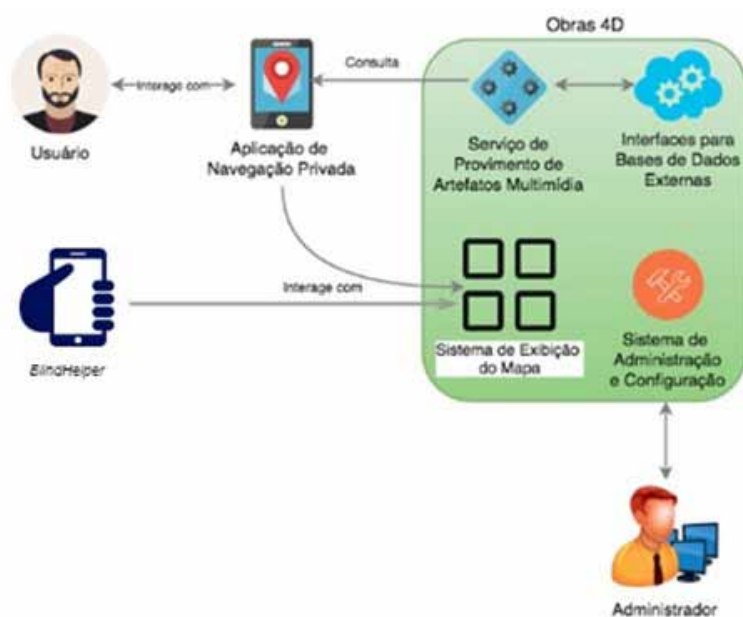 Obras 4D
Interage com
Consulta
Usuário
Aplicação de
Navegação Privada
Serviço de
Provimento de
Artefatos Multimídia
Interfaces para
Bases de Dados
Externas
BlindHelper
Interage com
Sistema de Exibição
do Mapa
Sistema de
Administração
e Configuração
Administrador